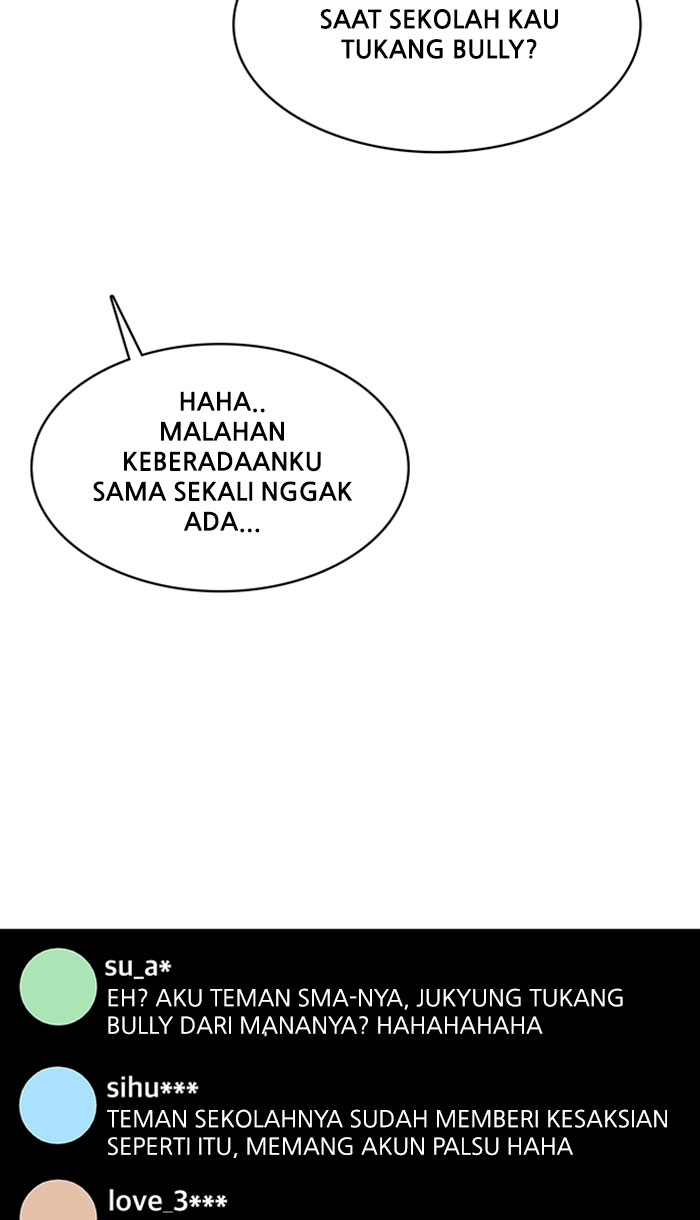 SAAT SEKOLAH KAU
TUKANG BULLY?
HAHA..
MALAHAN
KEBERADAANKU
SAMA SEKALI NGGAK
ADA...
su_a*
EH? AKU TEMAN SMA-NYA, JUKYUNG TUKANG
BULLY DARI MANANYA? HAHAHAHAHA
sihu***
TEMAN SEKOLAHNYA SUDAH MEMBERI KESAKSIAN
SEPERTI ITU, MEMANG AKUN PALSU HAHA
love_3***